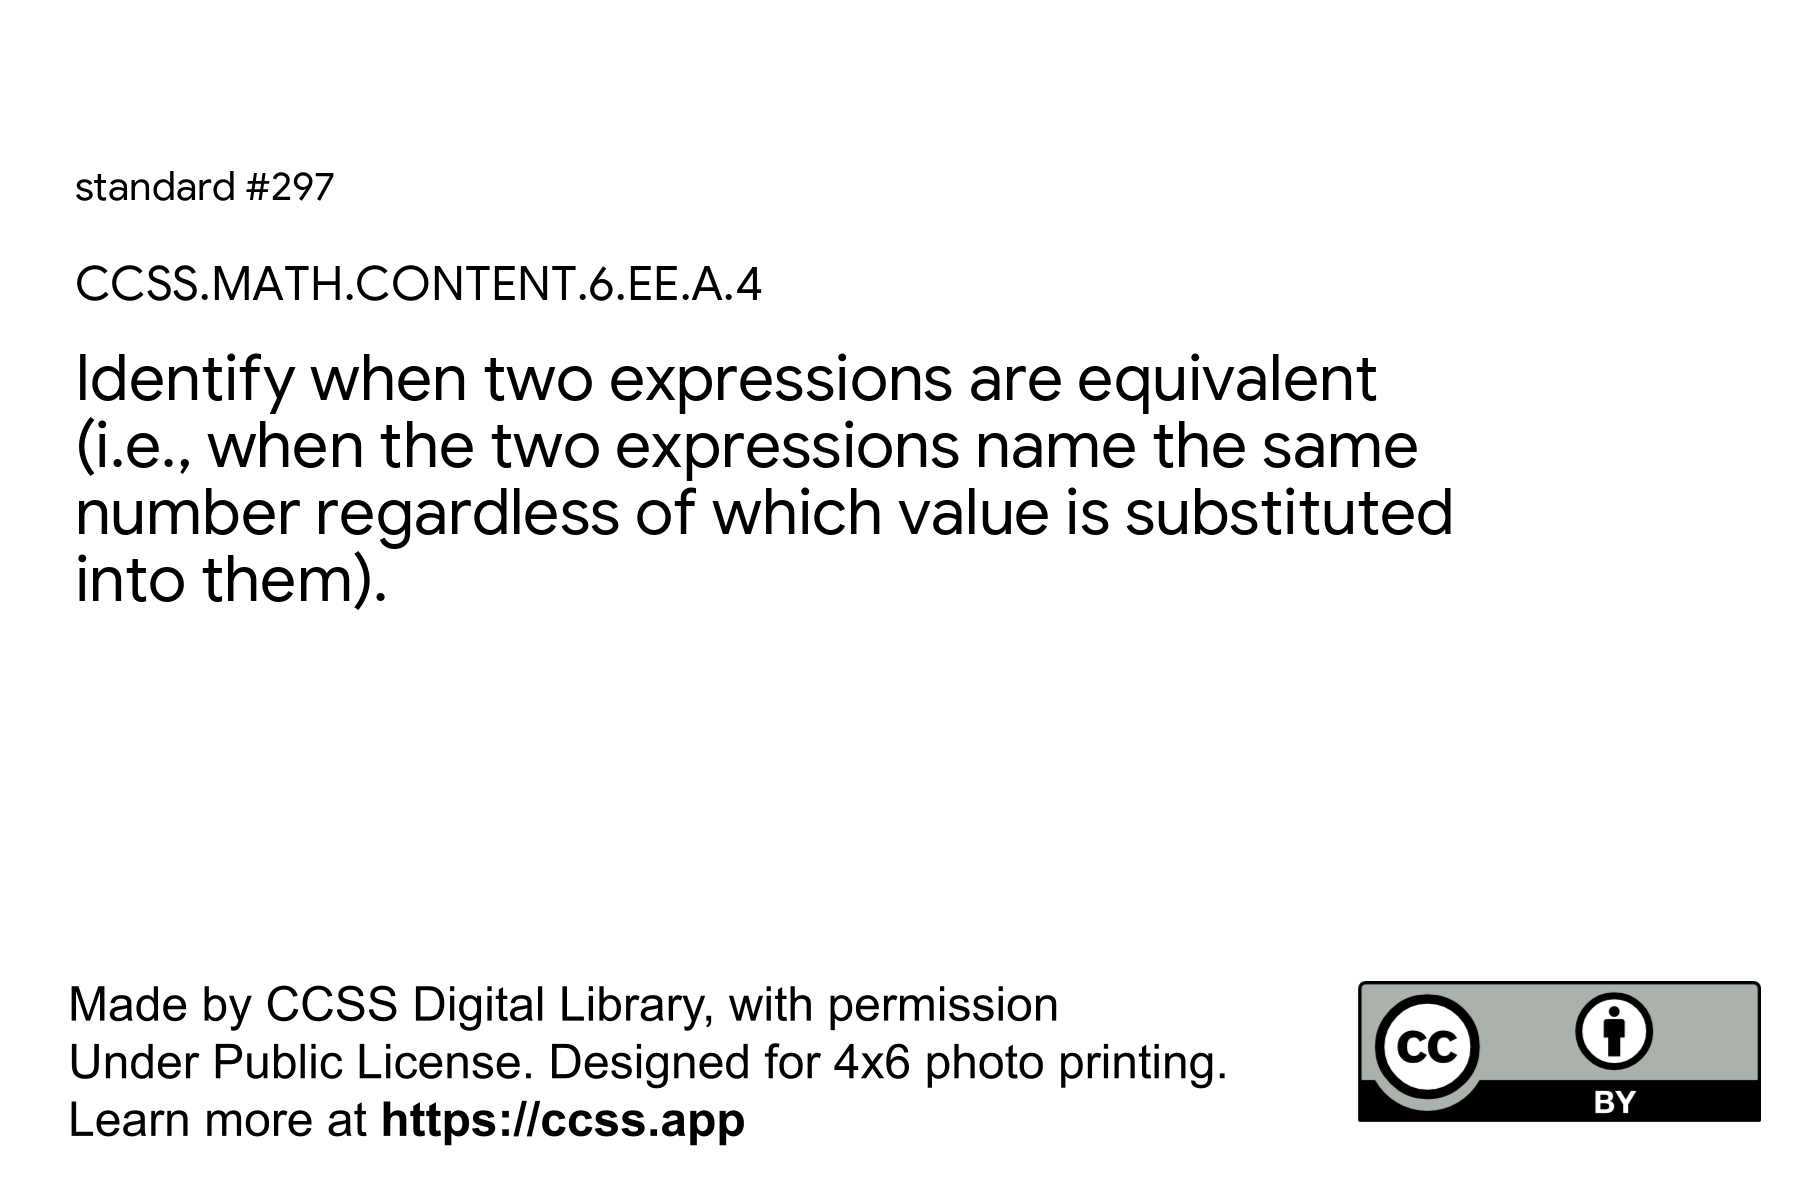 standard #297
CCSS.MATH.CONTENT.6.EE.A.4
Identify when two expressions are equivalent
(i.e., when the two expressions name the same
number regardless of which value is substituted
into them).
Made by CCSS Digital Library, with permission
Under Public License. Designed for 4x6 photo printing.
Learn more at https://ccss.app
CC
BY